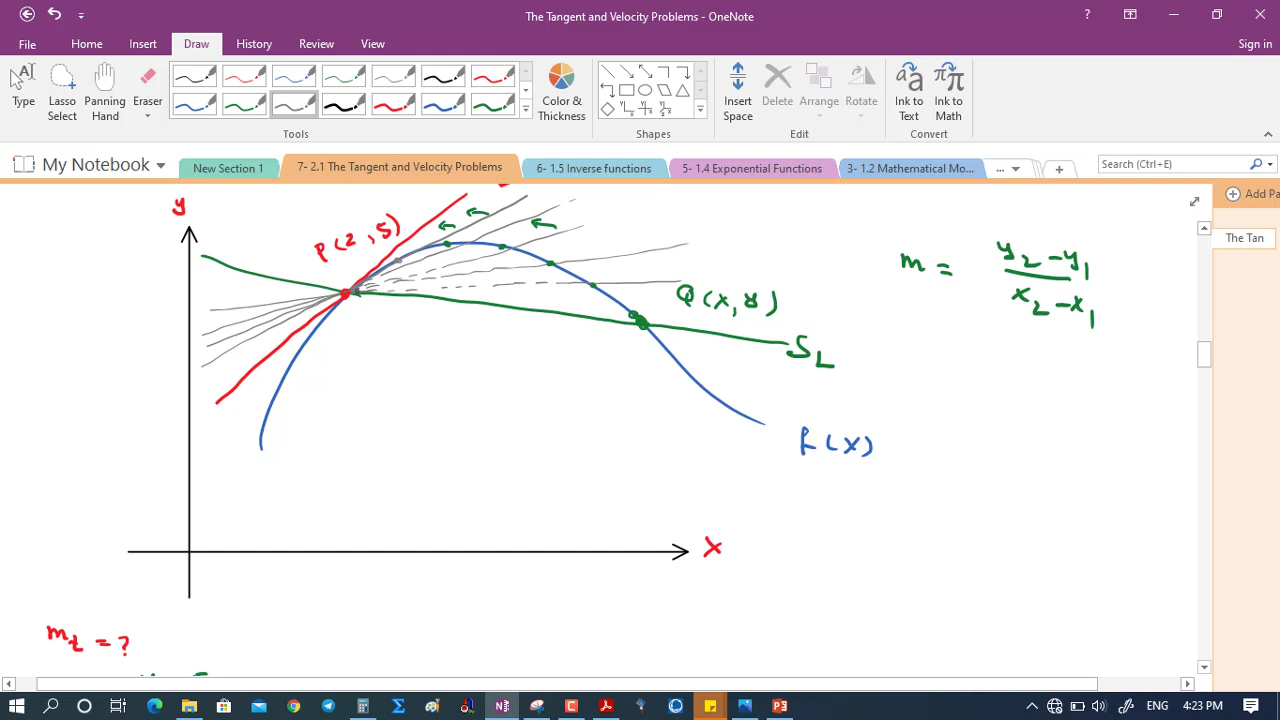 The Tangent and Velocity Problems - OneNote
File Home Insert Draw History Review View
Sign in
Type
Lasso Select
Panning Hand
Eraser
Color & Thickness
Insert Space
Delete
Arrange
Rotate
Ink to Text
Ink to Math
Tools
Shapes
Edit
Convert
My Notebook
New Section 1
7- 2.1 The Tangent and Velocity Problems
6- 1.5 Inverse functions
5- 1.4 Exponential Functions
3- 1.2 Mathematical Mo...
Search (Ctrl+E)
Add Pa
The Tan
y
P(2,5)
m = y2-y1 / x2-x1
Q(x,y)
SL
f(x)
x
mt = ?
4:23 PM